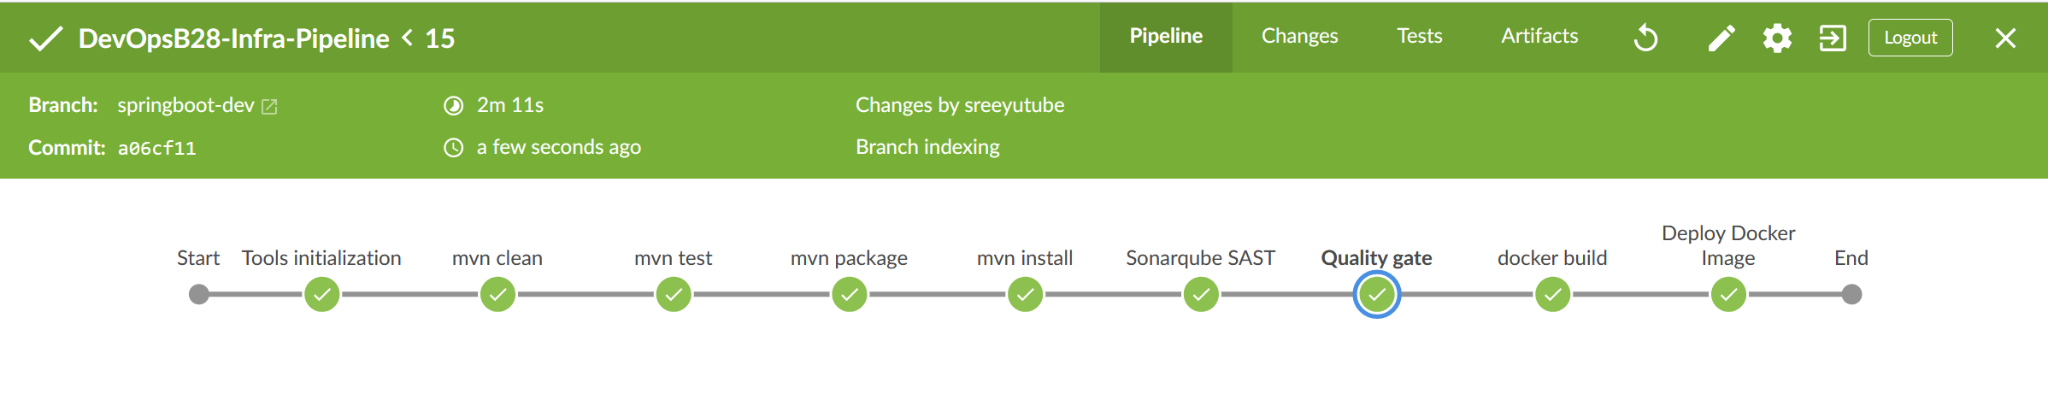 DevOpsB28-Infra-Pipeline < 15
Pipeline
Changes
Tests
Artifacts
Logout
Branch: springboot-dev
2m 11s
Changes by sreeyutube
Commit: a06cf11
a few seconds ago
Branch indexing
Start
Tools initialization
mvn clean
mvn test
mvn package
mvn install
Sonarqube SAST
Quality gate
docker build
Deploy Docker
Image
End